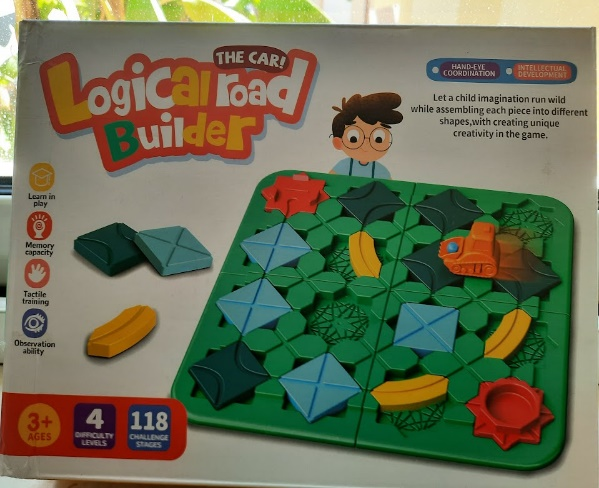 THE CAR!
Logical road
Builder
HAND-EYE
COORDINATION
INTELLECTUAL
DEVELOPMENT
Let a child imagination run wild
while assembling each piece into different
shapes,with creating unique
creativity in the game.
Learn in
play
Memory
capacity
Tactile
training
Observation
ability
3+
AGES
4
DIFFICULTY
LEVELS
118
CHALLENGE
STAGES